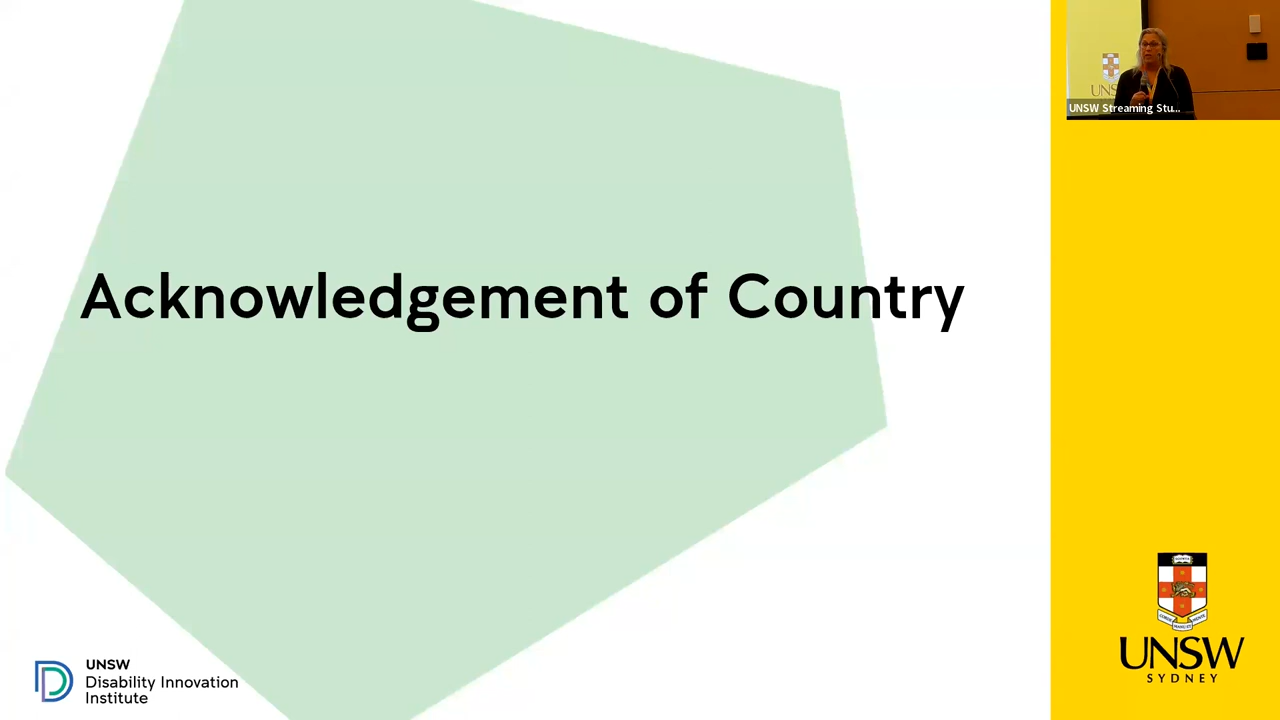 Acknowledgement of Country
UNSW
Disability Innovation
Institute
UNSW Streaming Stu...
UNSW
SYDNEY